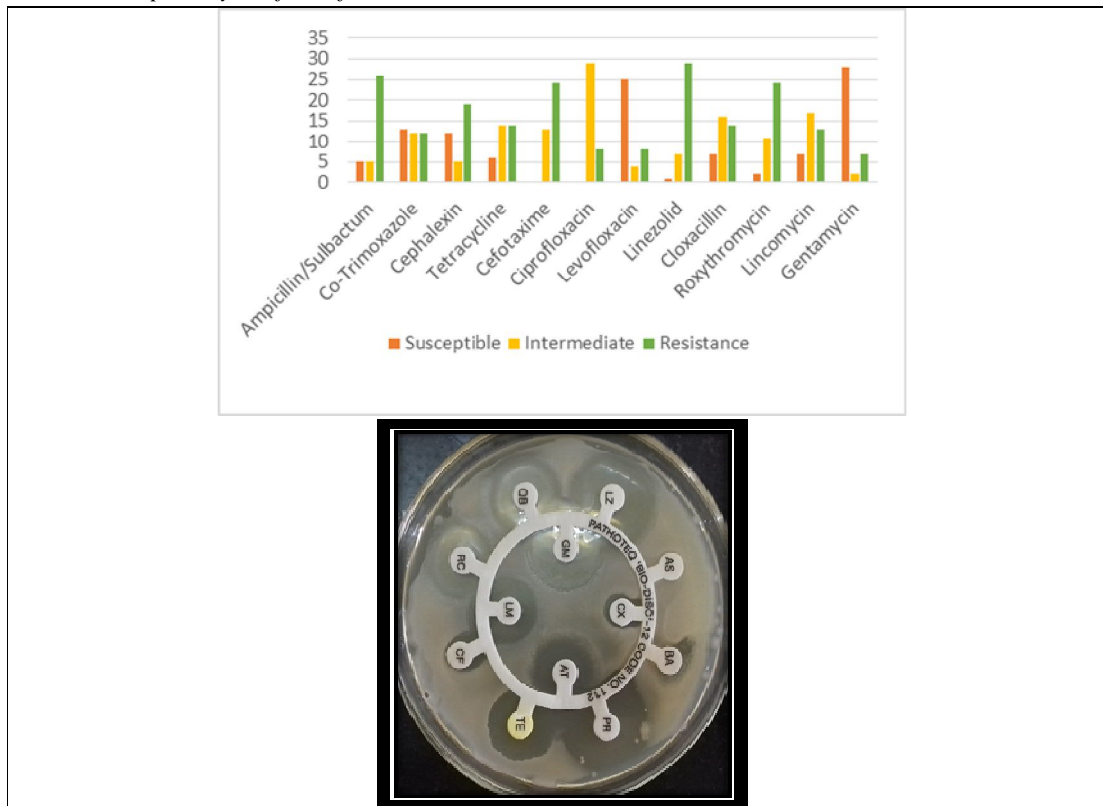 35
30
25
20
15
10
5
0
Ampicillin/Sulbactum
Co-Trimoxazole
Cephalexin
Tetracycline
Cefotaxime
Ciprofloxacin
Levofloxacin
Linezolid
Cloxacillin
Roxythromycin
Lincomycin
Gentamycin
Susceptible Intermediate Resistance
OB
LZ
GM
AS
RC
CX
LM
BA
CF
AT
TE
PR
PATHOTEQ 'BIO-DISC'-12 CODE NO.